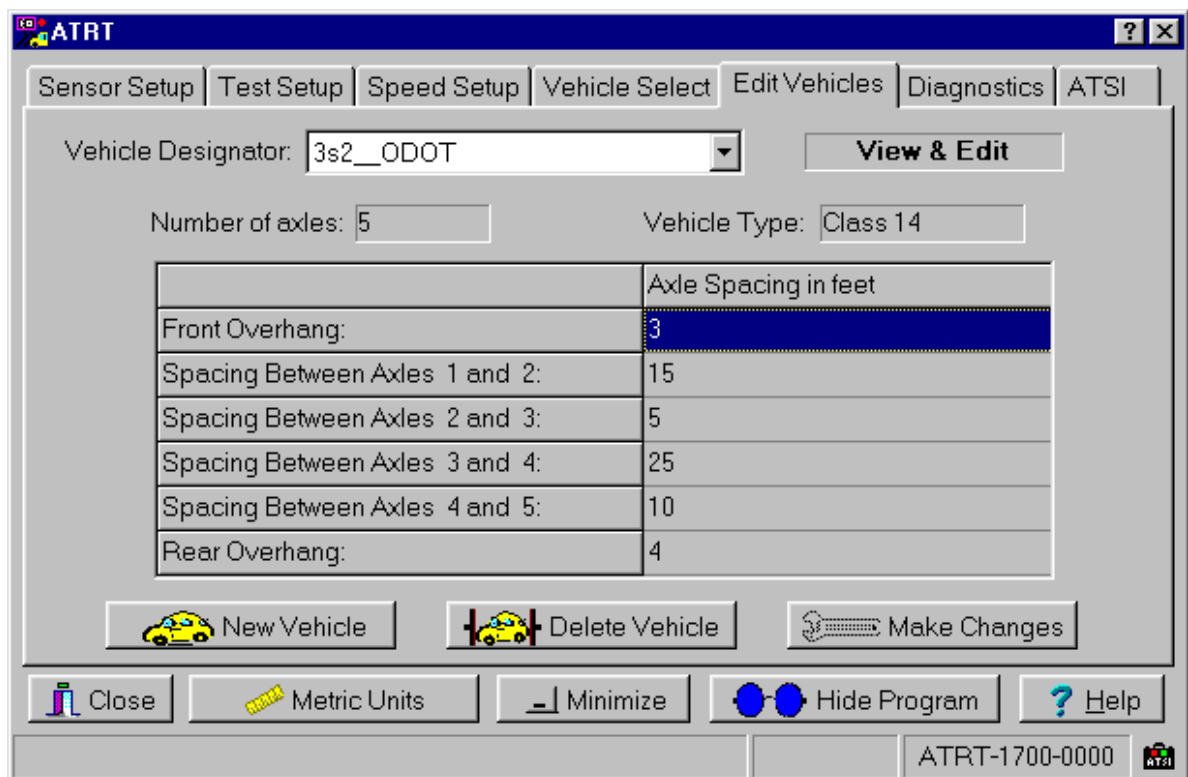 ATRT
Sensor Setup Test Setup Speed Setup Vehicle Select Edit Vehicles Diagnostics ATSI
Vehicle Designator: 3s2__ODOT View & Edit
Number of axles: 5 Vehicle Type: Class 14
Axle Spacing in feet
Front Overhang: 3
Spacing Between Axles 1 and 2: 15
Spacing Between Axles 2 and 3: 5
Spacing Between Axles 3 and 4: 25
Spacing Between Axles 4 and 5: 10
Rear Overhang: 4
New Vehicle Delete Vehicle Make Changes
Close Metric Units Minimize Hide Program ? Help
ATRT-1700-0000 ATSI